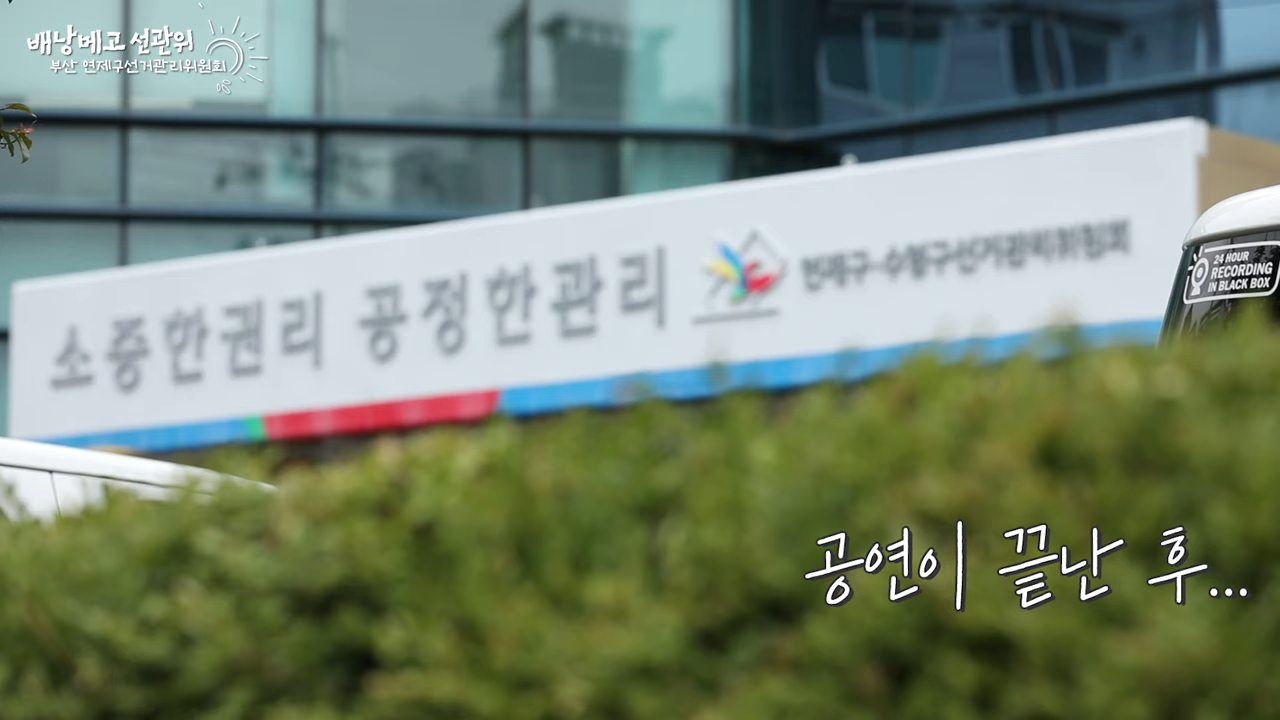 배낭메고 선관위
부산 연제구선거관리위원회
소중한권리 공정한관리
연제구·수영구선거관리위원회
24 HOUR
RECORDING
IN BLACK BOX
공연이 끝난 후...